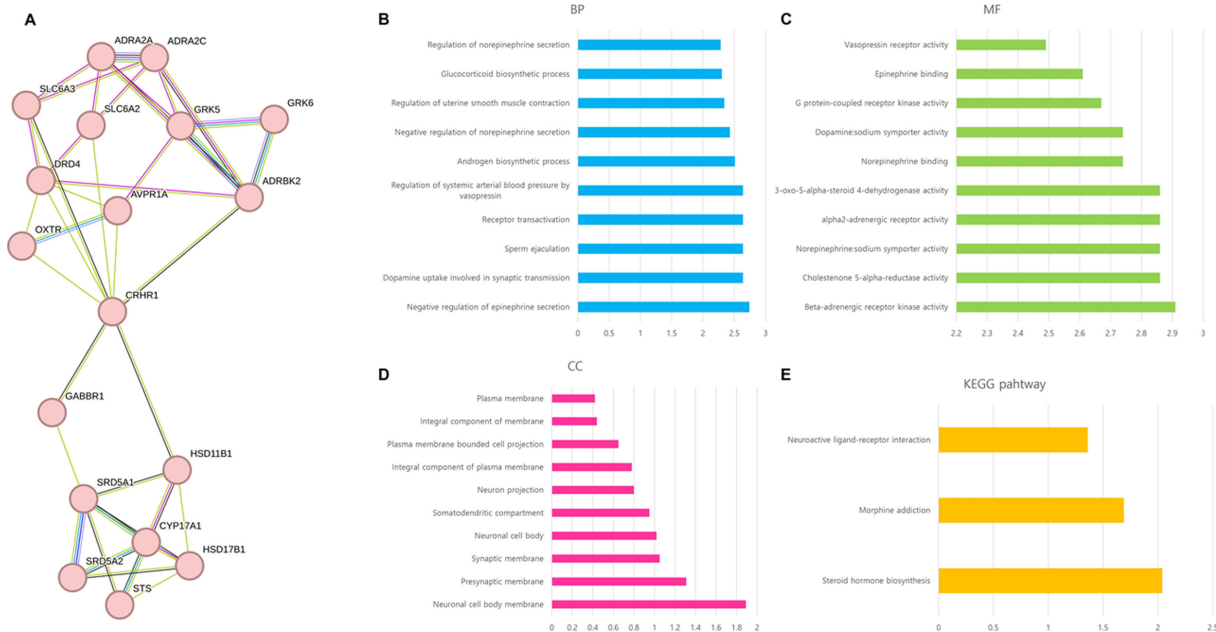 A
ADRA2A
ADRA2C
SLC6A3
SLC6A2
GRK5
GRK6
DRD4
ADRBK2
AVPR1A
OXTR
CRHR1
GABBR1
HSD11B1
SRD5A1
CYP17A1
HSD17B1
SRD5A2
STS
B
BP
Regulation of norepinephrine secretion
Glucocorticoid biosynthetic process
Regulation of uterine smooth muscle contraction
Negative regulation of norepinephrine secretion
Androgen biosynthetic process
Regulation of systemic arterial blood pressure by
vasopressin
Receptor transactivation
Sperm ejaculation
Dopamine uptake involved in synaptic transmission
Negative regulation of epinephrine secretion
0 0.5 1 1.5 2 2.5 3
C
MF
Vasopressin receptor activity
Epinephrine binding
G protein-coupled receptor kinase activity
Dopamine:sodium symporter activity
Norepinephrine binding
3-oxo-5-alpha-steroid 4-dehydrogenase activity
alpha2-adrenergic receptor activity
Norepinephrine:sodium symporter activity
Cholestenone 5-alpha-reductase activity
Beta-adrenergic receptor kinase activity
2.2 2.3 2.4 2.5 2.6 2.7 2.8 2.9 3
D
CC
Plasma membrane
Integral component of membrane
Plasma membrane bounded cell projection
Integral component of plasma membrane
Neuron projection
Somatodendritic compartment
Neuronal cell body
Synaptic membrane
Presynaptic membrane
Neuronal cell body membrane
0 0.2 0.4 0.6 0.8 1 1.2 1.4 1.6 1.8 2
E
KEGG pahtway
Neuroactive ligand-receptor interaction
Morphine addiction
Steroid hormone biosynthesis
0 0.5 1 1.5 2 2.5